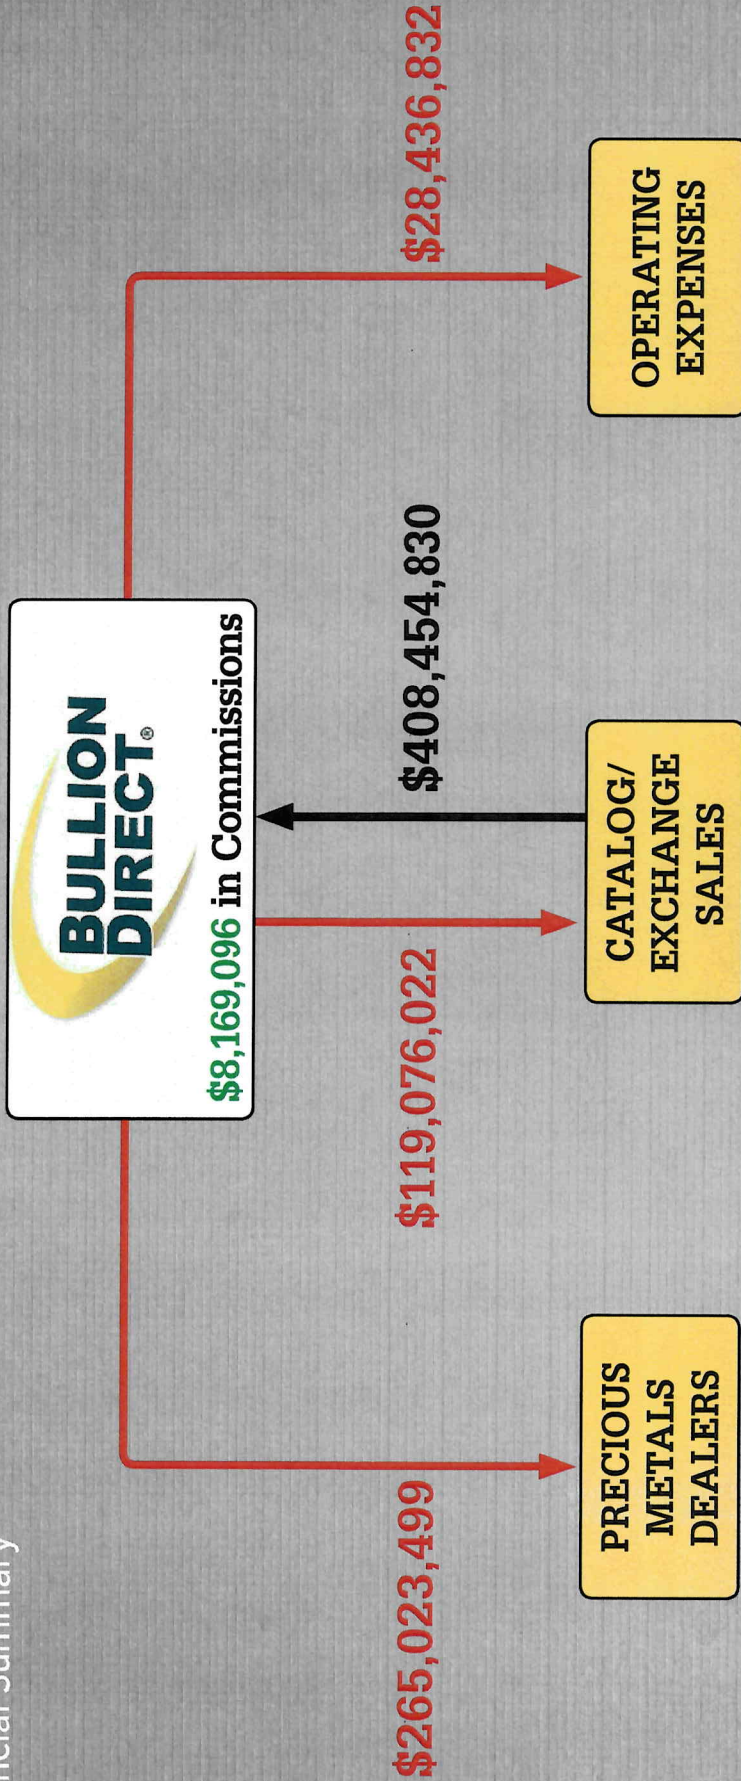 Summary
BULLION
DIRECT®
$8,169,096 in Commissions
$265,023,499
$119,076,022
$408,454,830
$28,436,832
PRECIOUS
METALS
DEALERS
CATALOG/
EXCHANGE
SALES
OPERATING
EXPENSES